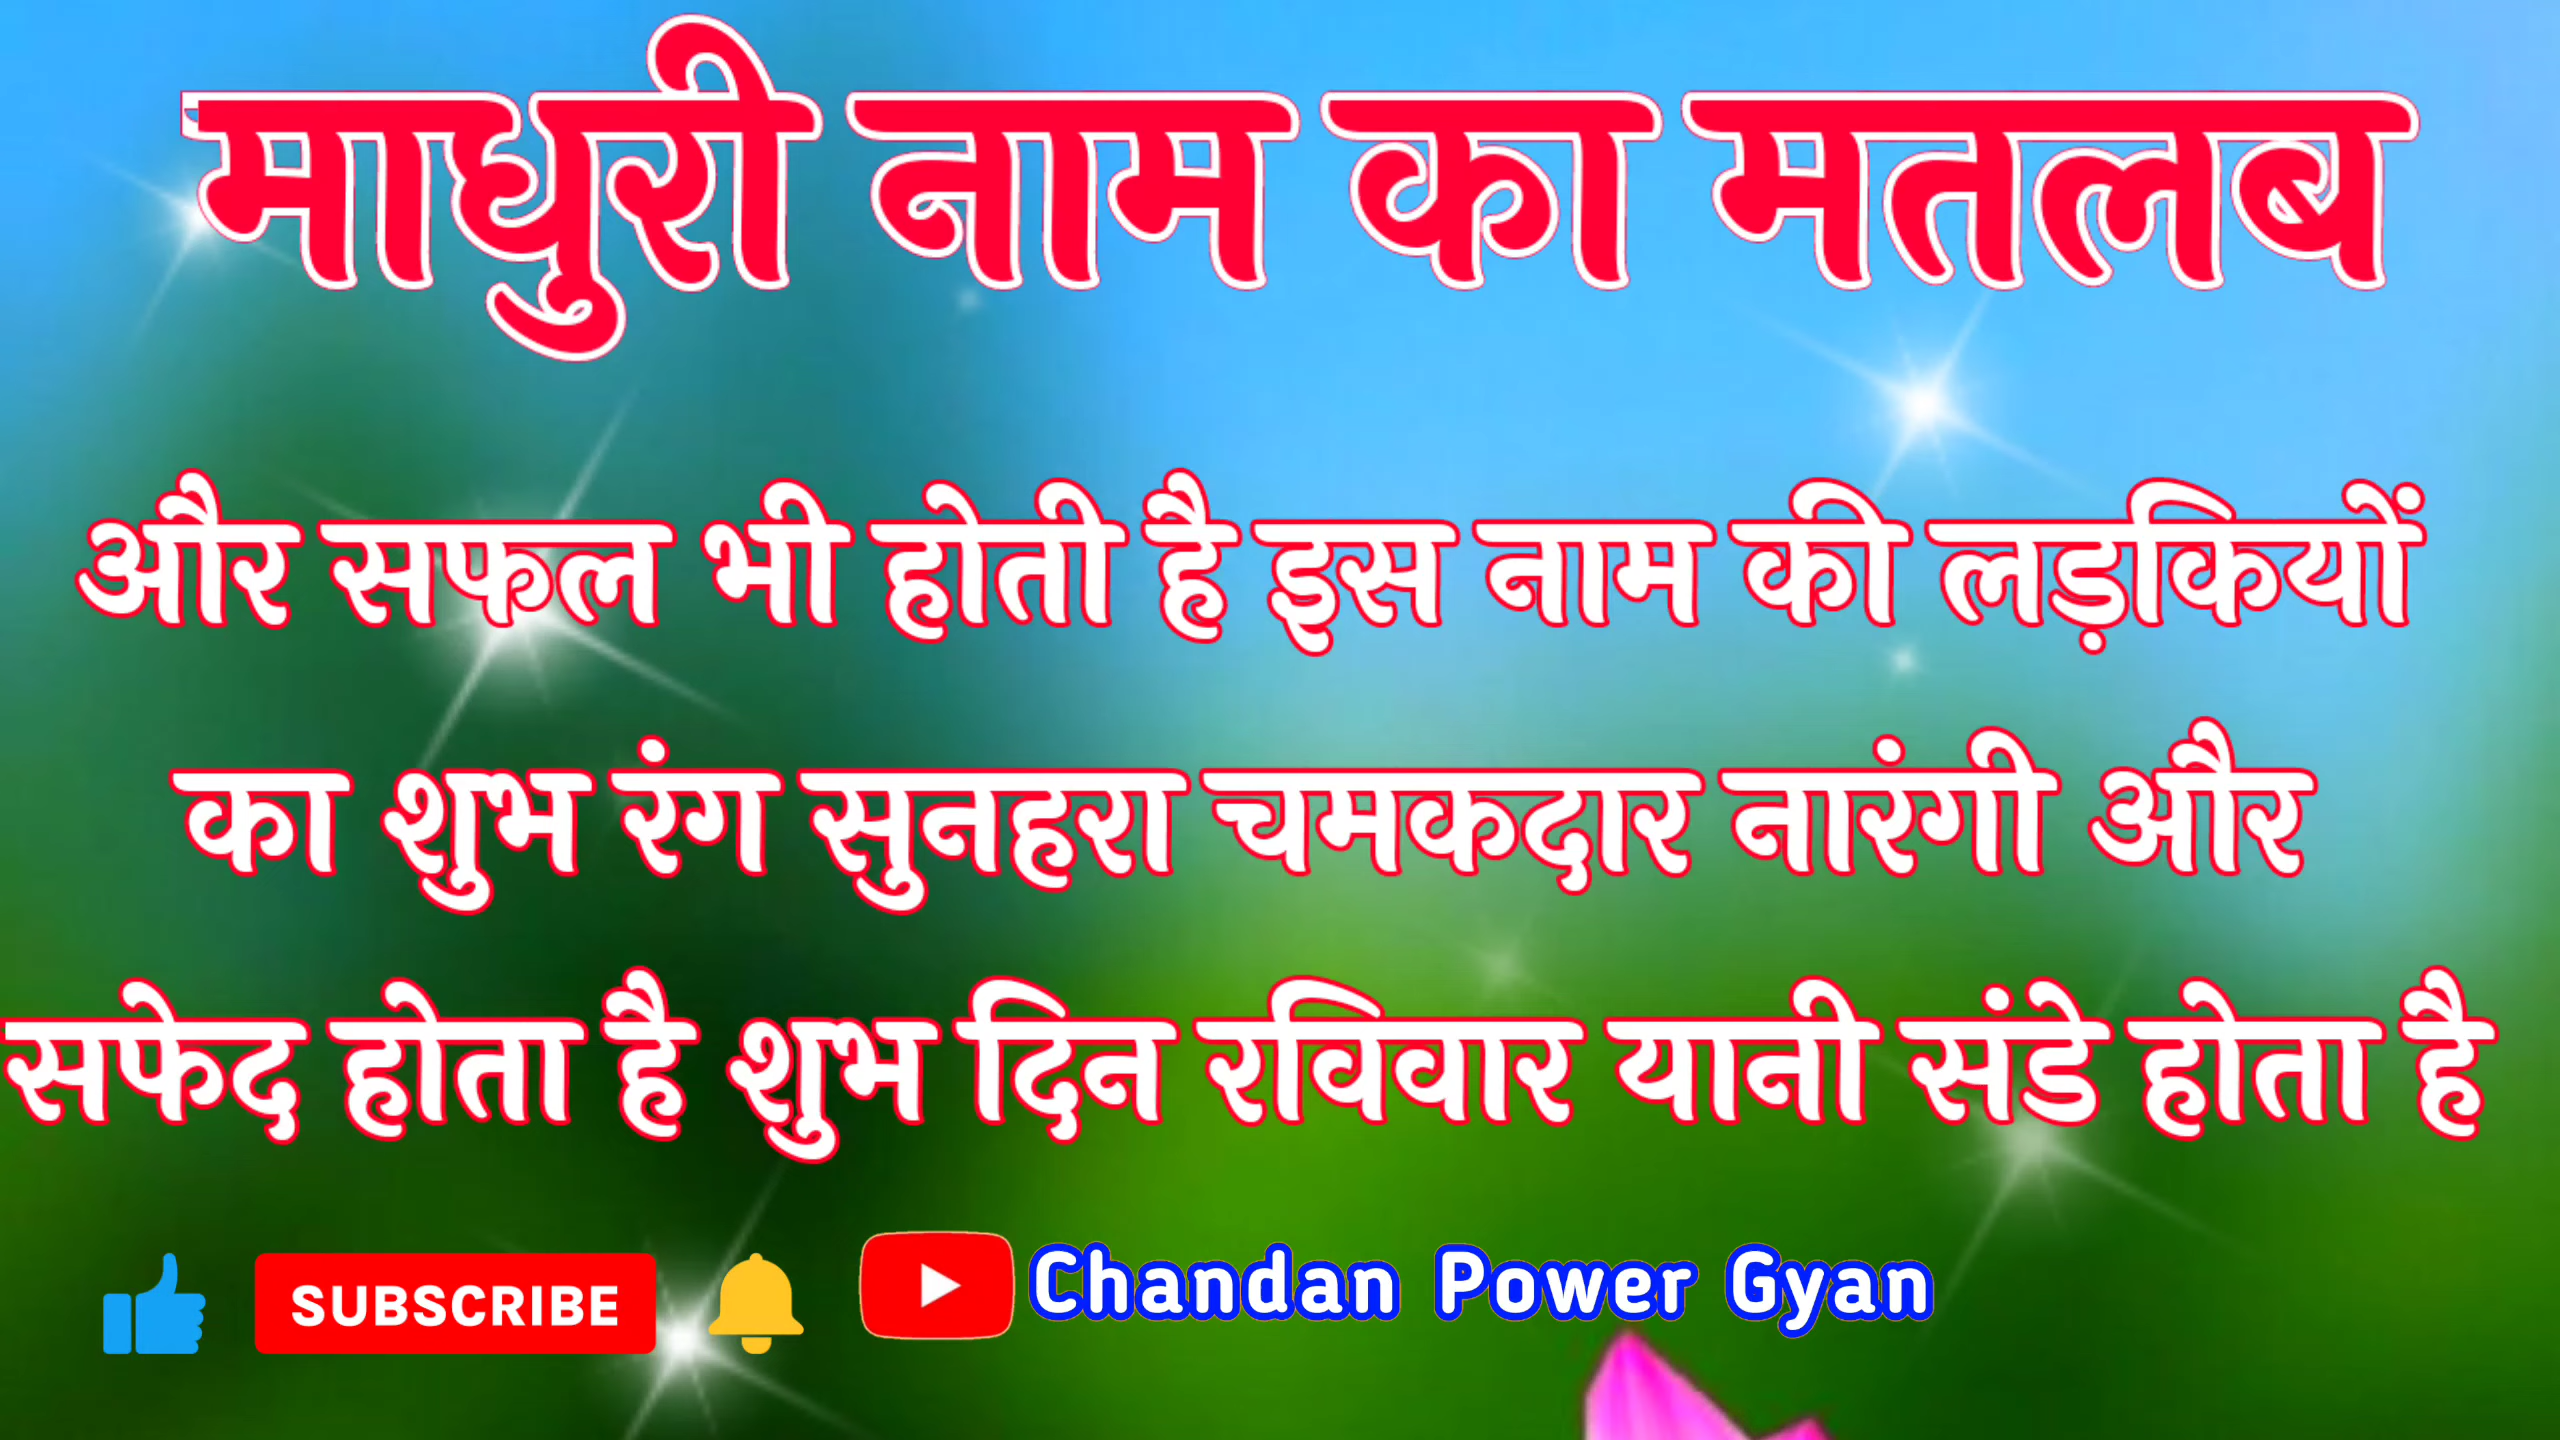 माधुरी नाम का मतलब
और सफल भी होती है इस नाम की लड़कियों
का शुभ रंग सुनहरा चमकदार नारंगी और
सफेद होता है शुभ दिन रविवार यानी संडे होता है
SUBSCRIBE Chandan Power Gyan